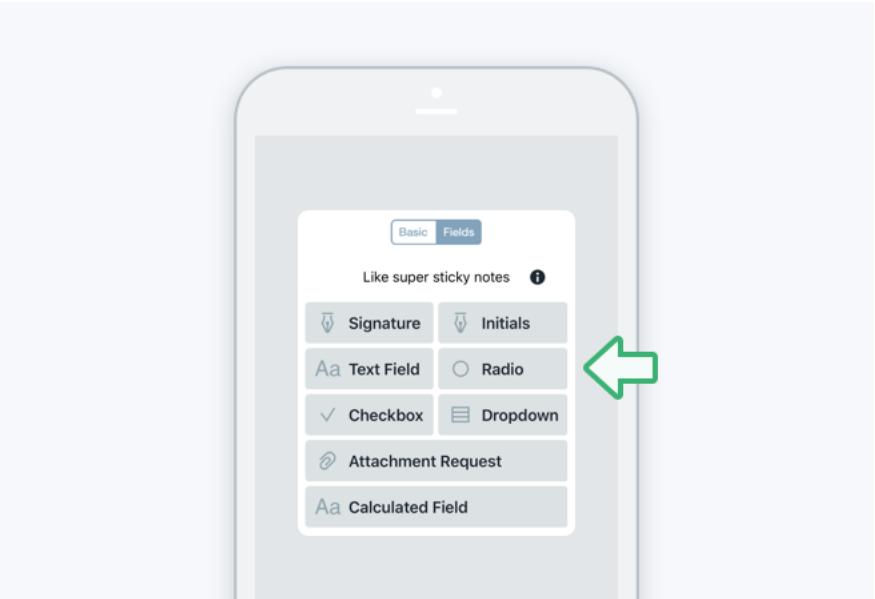 Basic Fields
Like super sticky notes
Signature Initials
Aa Text Field Radio
Checkbox Dropdown
Attachment Request
Aa Calculated Field